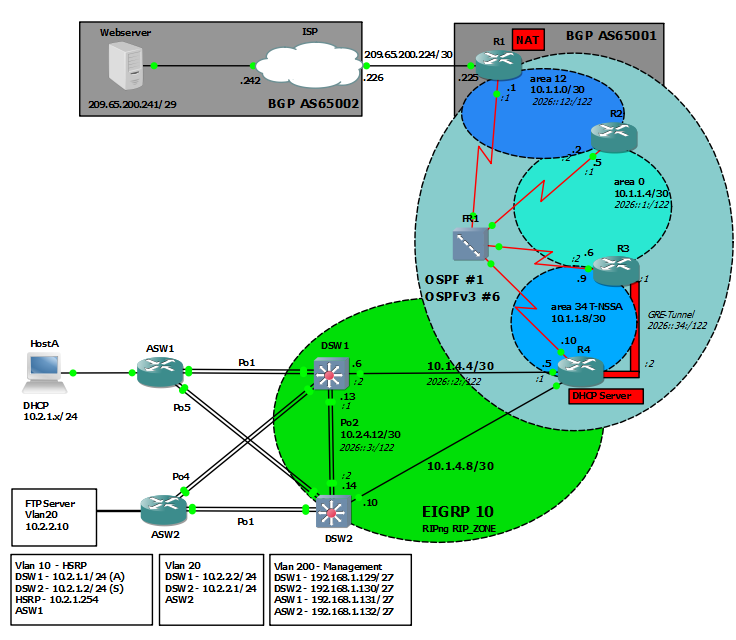 Webserver
209.65.200.241/29
.242
ISP
.226
BGP AS65002
209.65.200.224/30
.225
R1
NAT
BGP AS65001
.1
:1
area 12
10.1.1.0/30
2026::12:/122
R2
.2
:2
.5
:1
area 0
10.1.1.4/30
2026::1:/122
FR1
OSPF #1
OSPFv3 #6
.6
:2
.9
R3
:1
area 34 T-NSSA
10.1.1.8/30
GRE-Tunnel
2026::34:/122
.10
R4
:2
.5
:1
DHCP Server
HostA
DHCP
10.2.1.x/24
ASW1
Po1
Po5
DSW1
.6
:2
.13
:1
10.1.4.4/30
2026::2:/122
Po2
10.2.4.12/30
2026::3:/122
:2
.14
.10
10.1.4.8/30
DSW2
EIGRP 10
RIPng RIP_ZONE
Po4
Po1
ASW2
FTP Server
Vlan20
10.2.2.10
Vlan 10 - HSRP
DSW1 - 10.2.1.1/24 (A)
DSW2 - 10.2.1.2/24 (S)
HSRP - 10.2.1.254
ASW1
Vlan 20
DSW1 - 10.2.2.2/24
DSW2 - 10.2.2.1/24
ASW2
Vlan 200 - Management
DSW1 - 192.168.1.129/27
DSW2 - 192.168.1.130/27
ASW1 - 192.168.1.131/27
ASW2 - 192.168.1.132/27